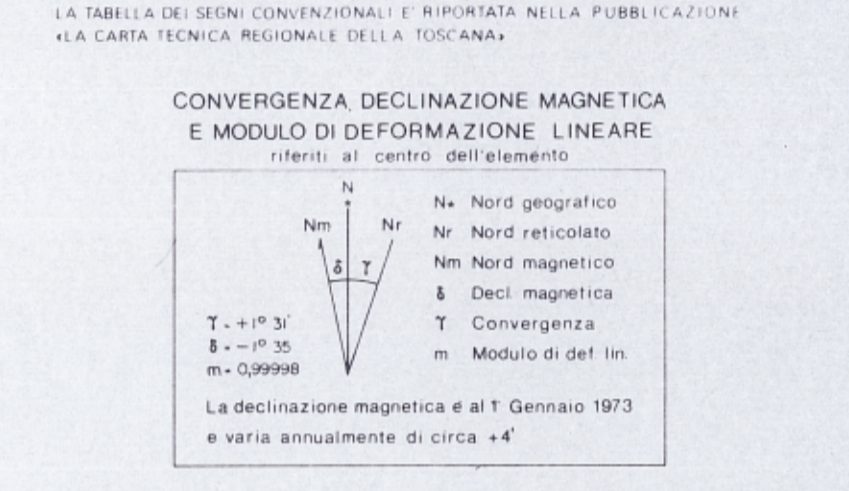 LA TABELLA DEI SEGNI CONVENZIONALI E' RIPORTATA NELLA PUBBLICAZIONE
«LA CARTA TECNICA REGIONALE DELLA TOSCANA»
CONVERGENZA, DECLINAZIONE MAGNETICA
E MODULO DI DEFORMAZIONE LINEARE
riferiti al centro dell'elemento
N
Nm Nr
δ γ
N* Nord geografico
Nr Nord reticolato
Nm Nord magnetico
δ Decl. magnetica
γ Convergenza
m Modulo di def. lin.
γ = +1° 31'
δ = -1° 35
m = 0,99998
La declinazione magnetica é al 1° Gennaio 1973
e varia annualmente di circa +4'